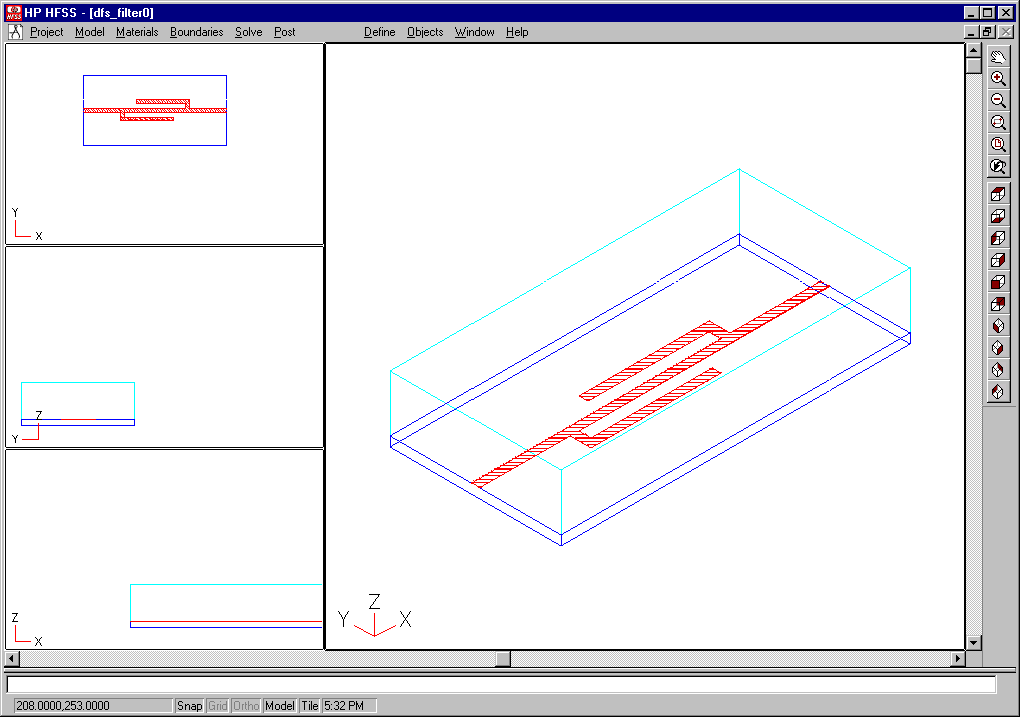 HP HFSS - [dfs_filter0]
Project Model Materials Boundaries Solve Post Define Objects Window Help
Y
X
Z
Y
Z
X
Z
Y X
208.0000,253.0000 Snap Grid Ortho Model Tile 5:32 PM